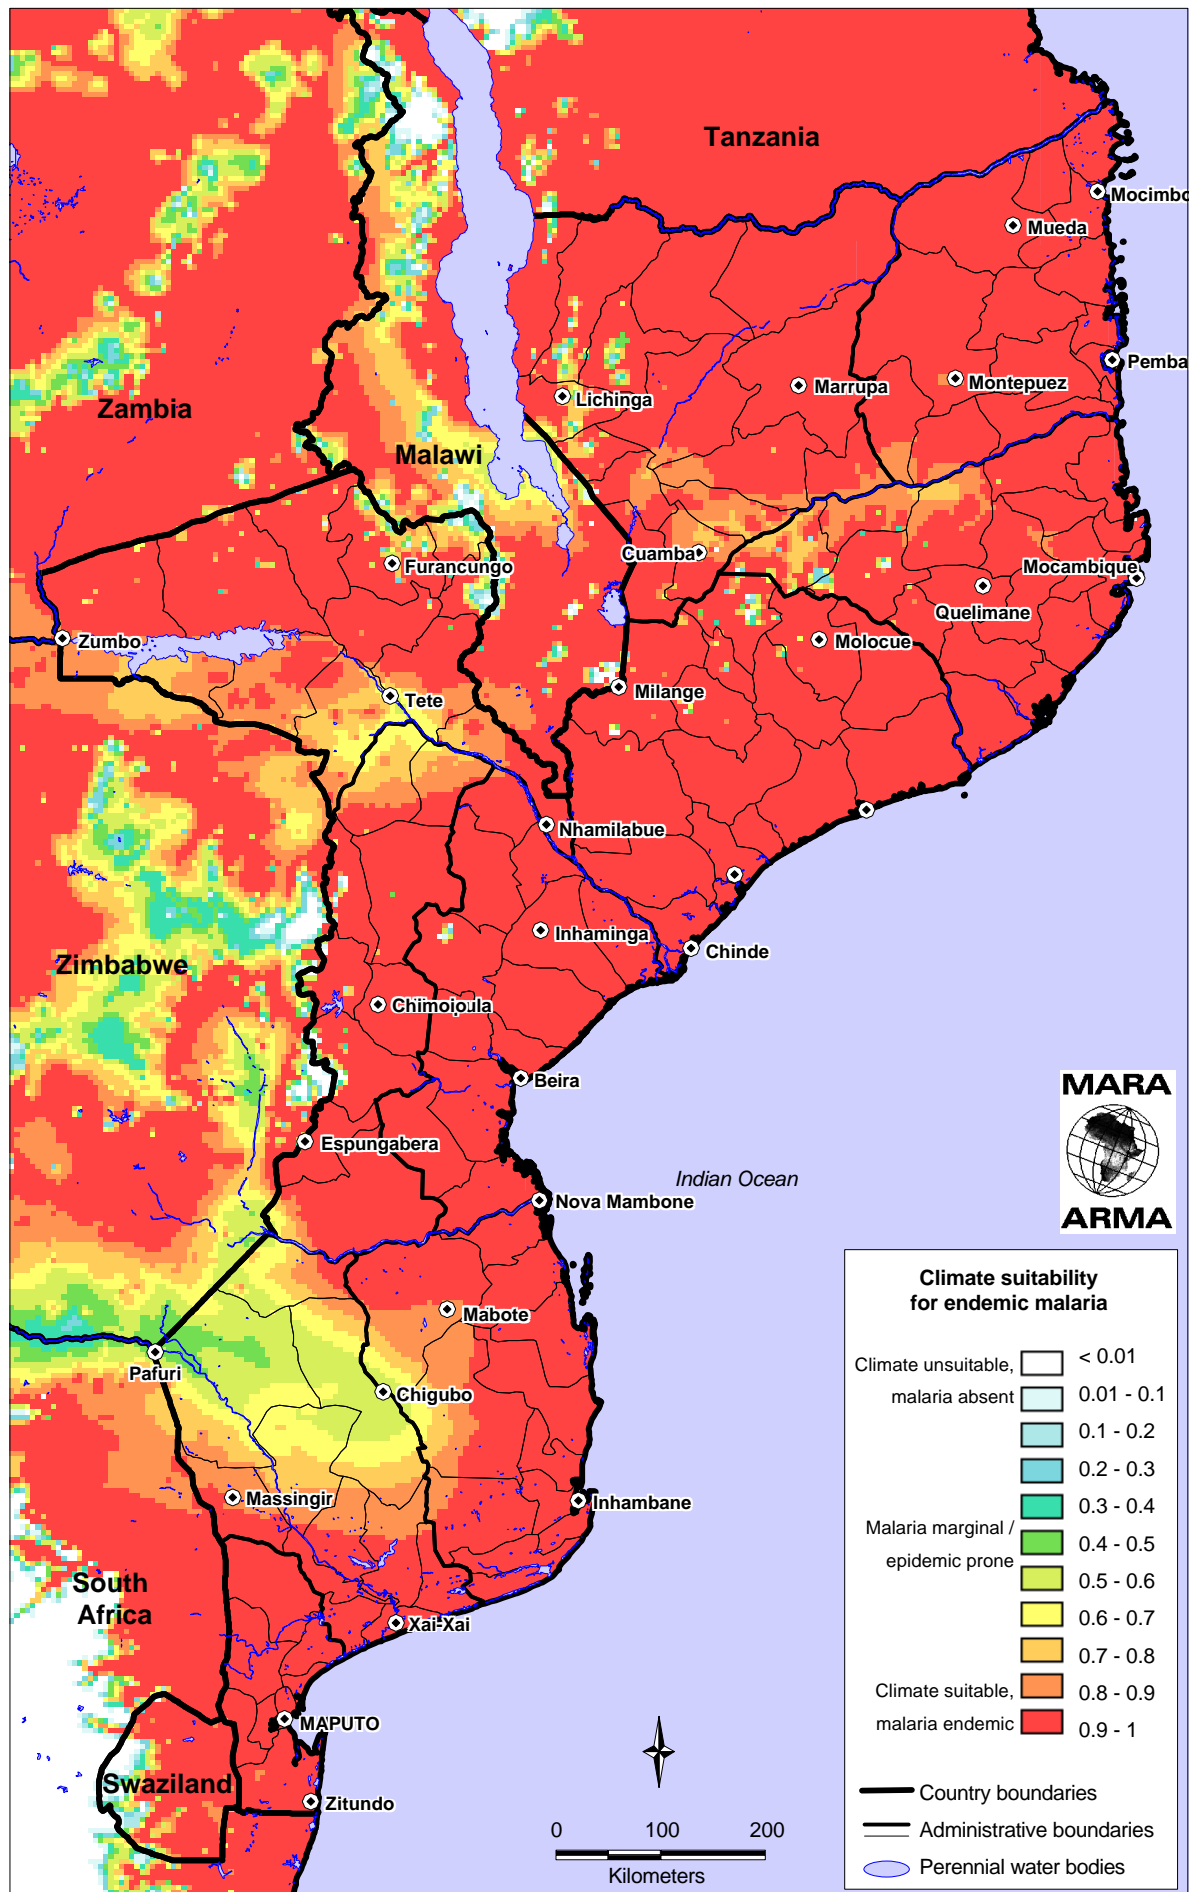 Tanzania
Mocimbo
Mueda
Pemba
Marrupa
Montepuez
Lichinga
Zambia
Malawi
Cuamba
Furancungo
Mocambique
Quelimane
Zumbo
Molocue
Milange
Tete
Nhamilabue
Inhaminga
Chinde
Zimbabwe
Chimoioula
Beira
Espungabera
Indian Ocean
Nova Mambone
MARA
ARMA
Mabote
Pafuri
Chigubo
Massingir
Inhambane
South
Africa
Xai-Xai
MAPUTO
Swaziland
Zitundo
0 100 200
Kilometers
Climate suitability
for endemic malaria
Climate unsuitable,
malaria absent
Malaria marginal /
epidemic prone
Climate suitable,
malaria endemic
< 0.01
0.01 - 0.1
0.1 - 0.2
0.2 - 0.3
0.3 - 0.4
0.4 - 0.5
0.5 - 0.6
0.6 - 0.7
0.7 - 0.8
0.8 - 0.9
0.9 - 1
Country boundaries
Administrative boundaries
Perennial water bodies